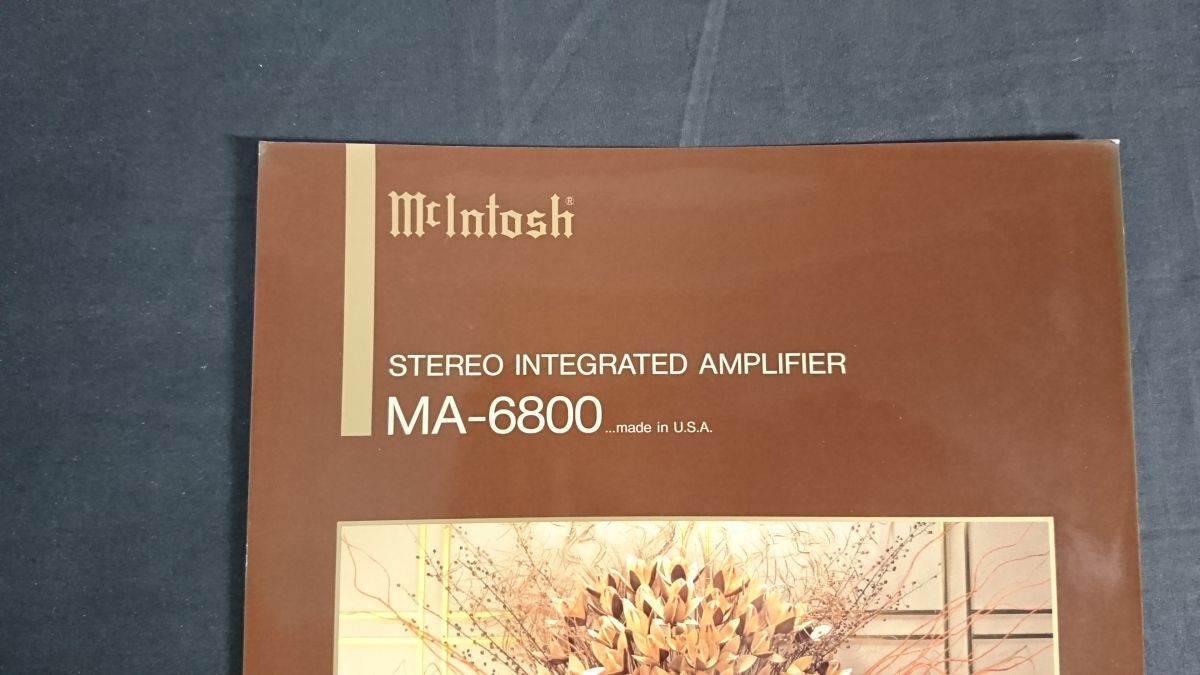 McIntosh®
STEREO INTEGRATED AMPLIFIER
MA-6800 ...made in U.S.A.